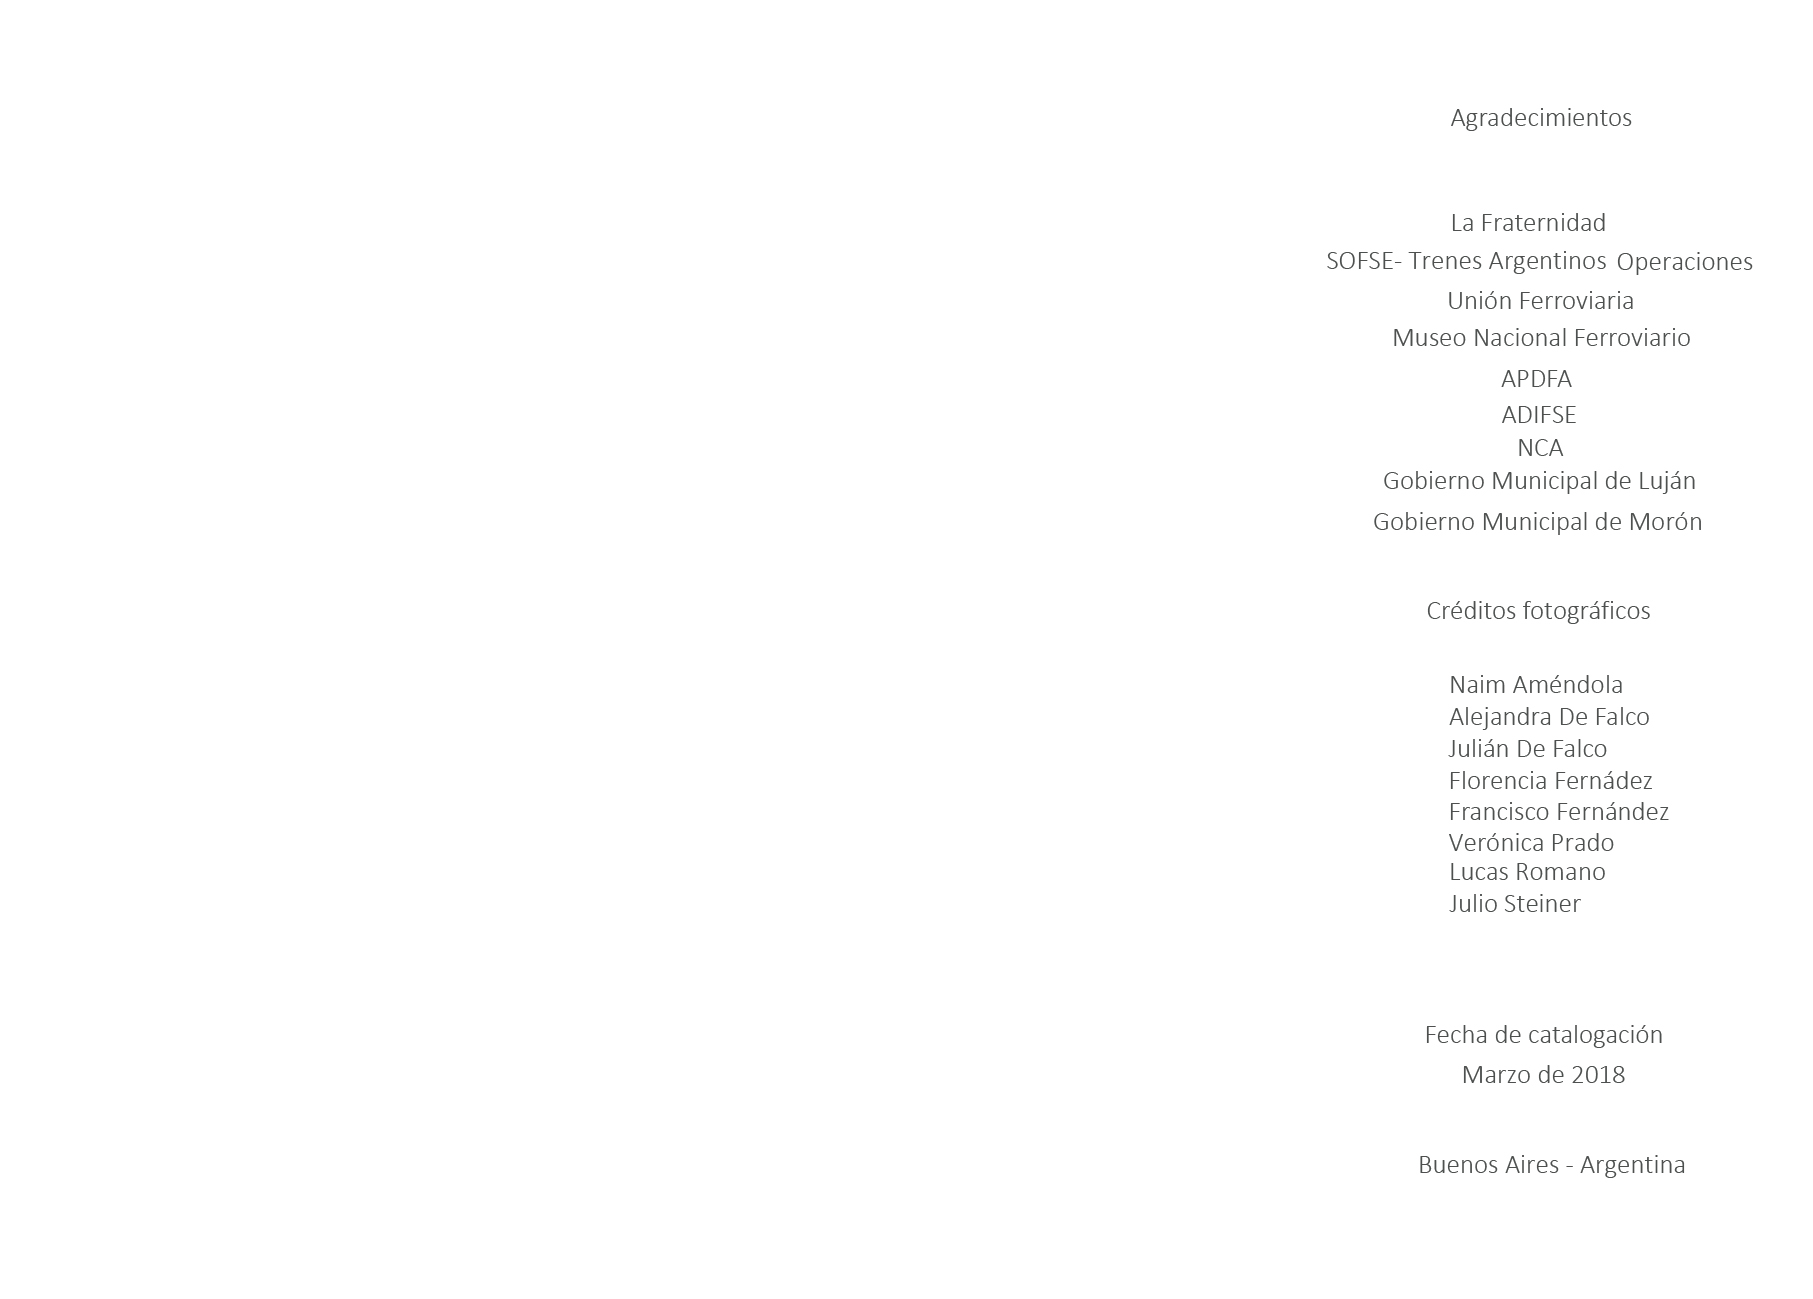 Agradecimientos
La Fraternidad
SOFSE- Trenes Argentinos Operaciones
Unión Ferroviaria
Museo Nacional Ferroviario
APDFA
ADIFSE
NCA
Gobierno Municipal de Luján
Gobierno Municipal de Morón
Créditos fotográficos
Naim Améndola
Alejandra De Falco
Julián De Falco
Florencia Fernádez
Francisco Fernández
Verónica Prado
Lucas Romano
Julio Steiner
Fecha de catalogación
Marzo de 2018
Buenos Aires - Argentina